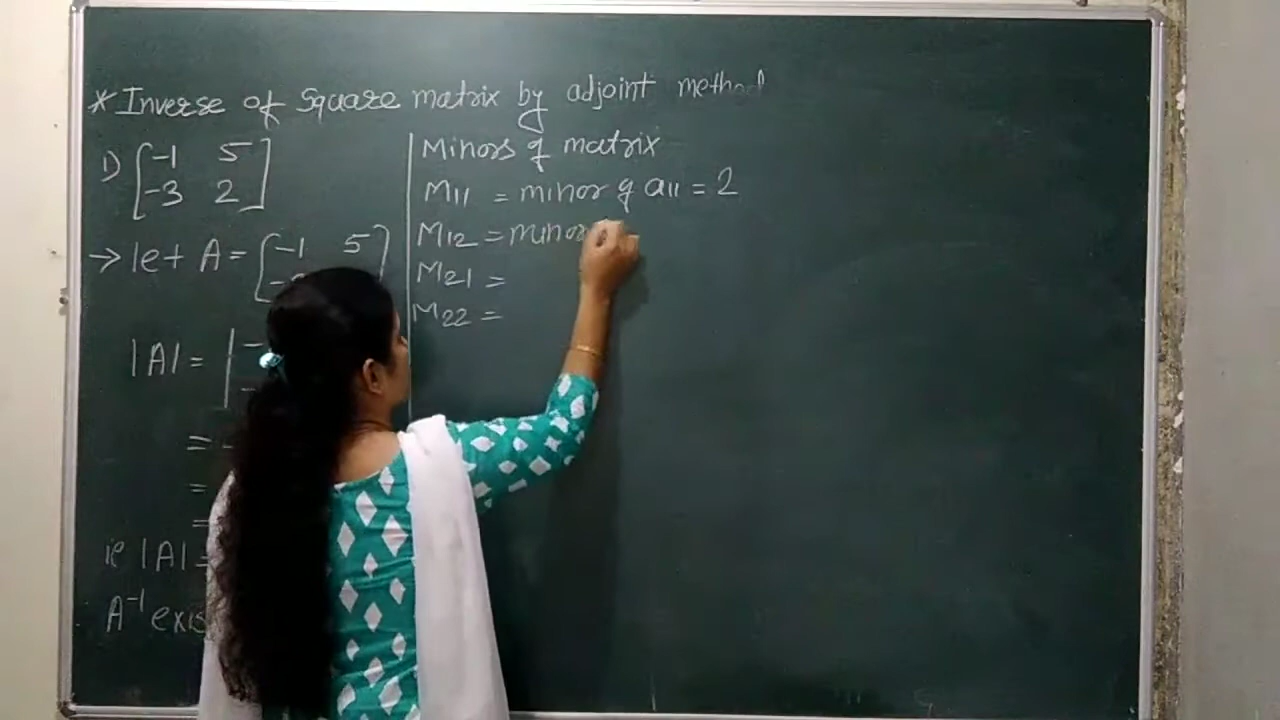 * Inverse of Square matrix by adjoint method
1) [-1 5
-3 2]
→ let A = [-1 5]
|A| = | -
=
=
=
ie |A| =
A⁻¹ exis
Minors of matrix
M11 = minor of a11 = 2
M12 = minor
M21 =
M22 =